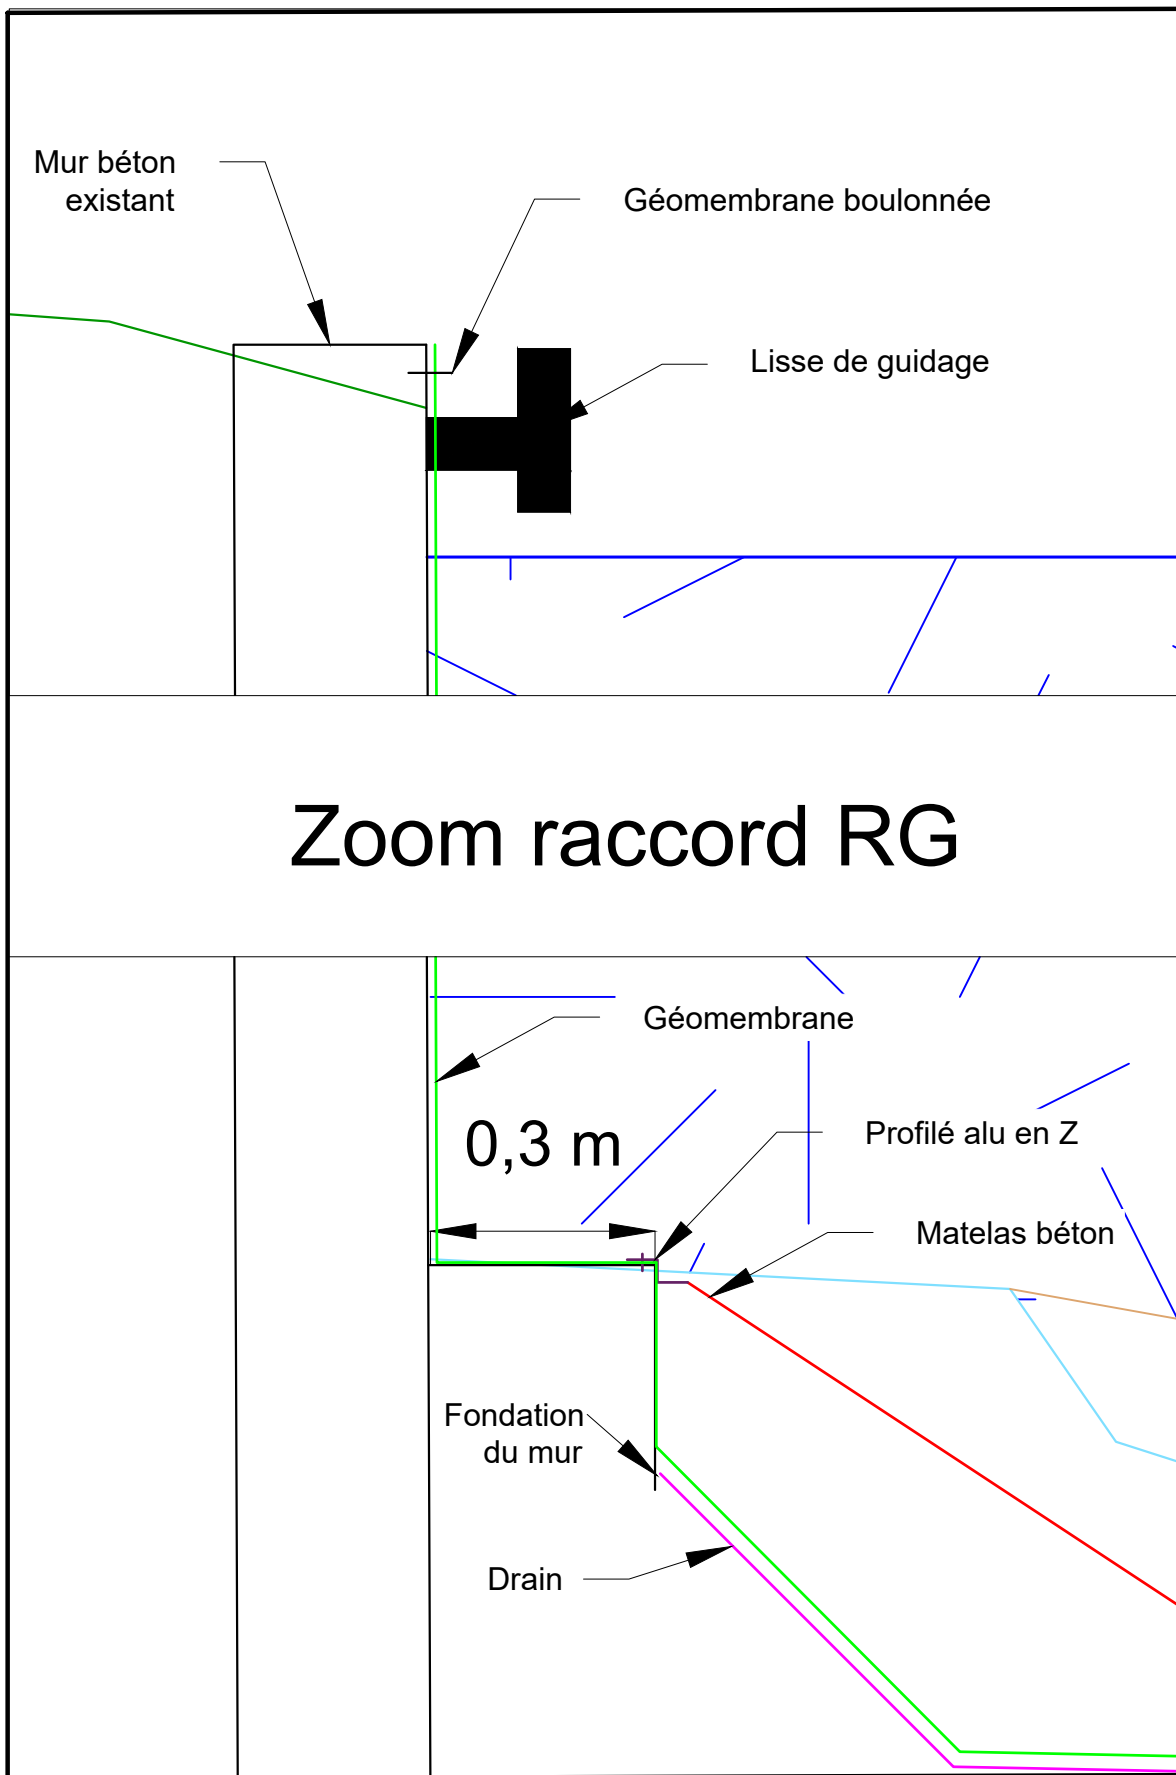 Mur béton
existant
Géomembrane boulonnée
Lisse de guidage
Zoom raccord RG
Géomembrane
0,3 m
Profilé alu en Z
Matelas béton
Fondation
du mur
Drain